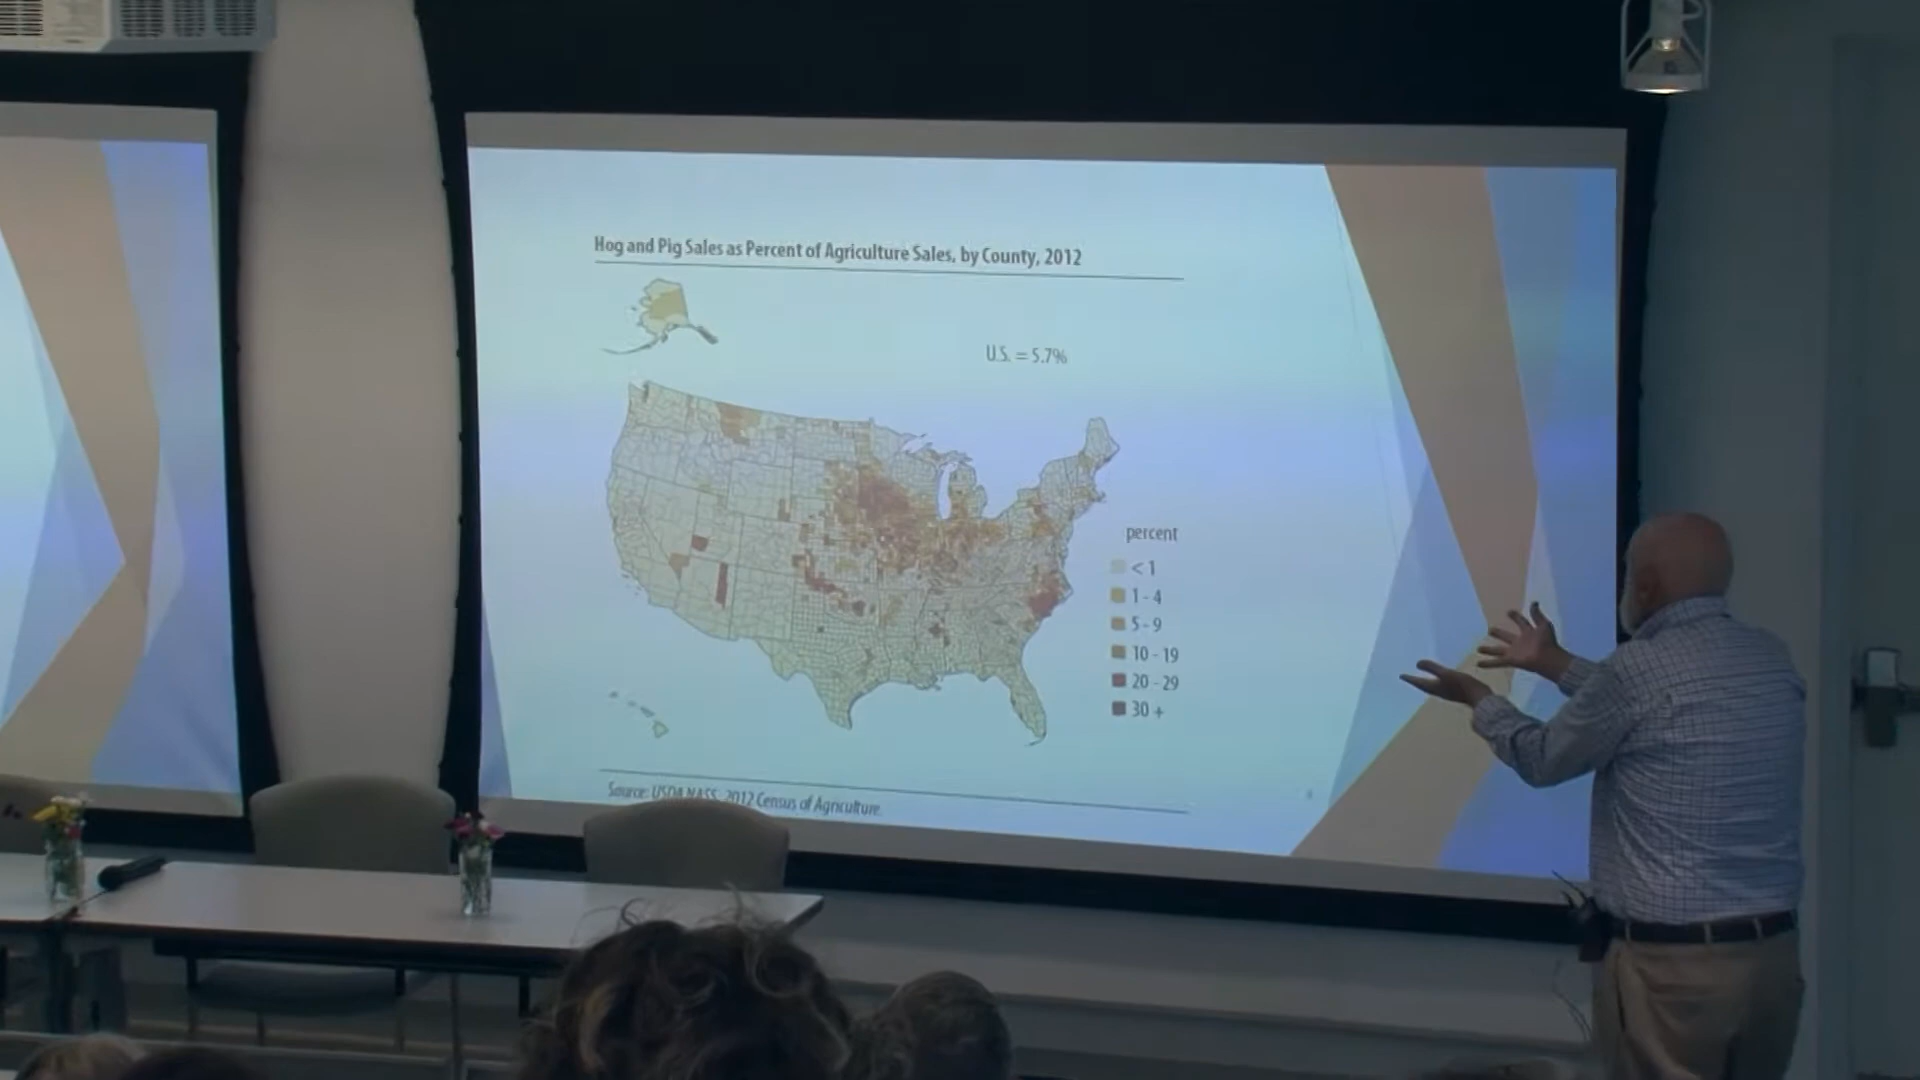 Hog and Pig Sales as Percent of Agriculture Sales, by County, 2012
U.S. = 5.7%
percent
< 1
1 - 4
5 - 9
10 - 19
20 - 29
30 +
Source: USDA NASS, 2012 Census of Agriculture.